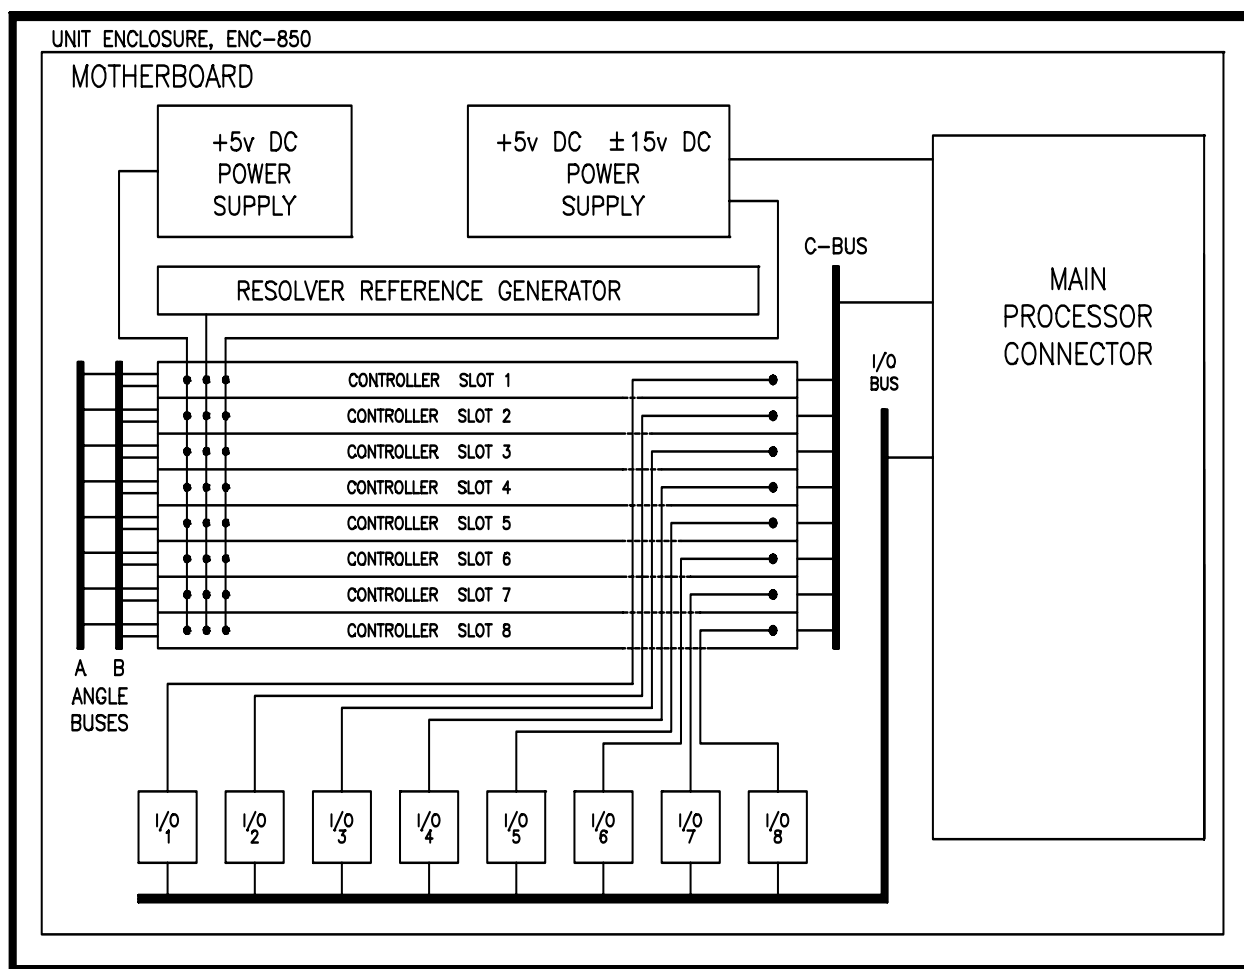 UNIT ENCLOSURE, ENC-850
MOTHERBOARD
+5v DC
POWER
SUPPLY
+5v DC ±15v DC
POWER
SUPPLY
C-BUS
RESOLVER REFERENCE GENERATOR
MAIN
PROCESSOR
CONNECTOR
I/O
BUS
CONTROLLER SLOT 1
CONTROLLER SLOT 2
CONTROLLER SLOT 3
CONTROLLER SLOT 4
CONTROLLER SLOT 5
CONTROLLER SLOT 6
CONTROLLER SLOT 7
CONTROLLER SLOT 8
A B
ANGLE
BUSES
I/O
1
I/O
2
I/O
3
I/O
4
I/O
5
I/O
6
I/O
7
I/O
8